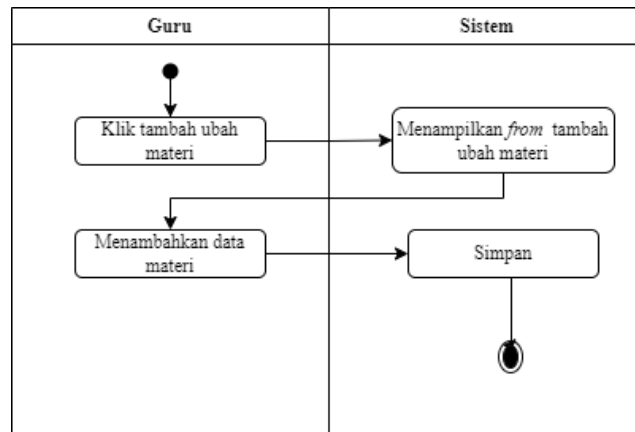 Guru
Sistem
Klik tambah ubah
materi
Menampilkan from tambah
ubah materi
Menambahkan data
materi
Simpan